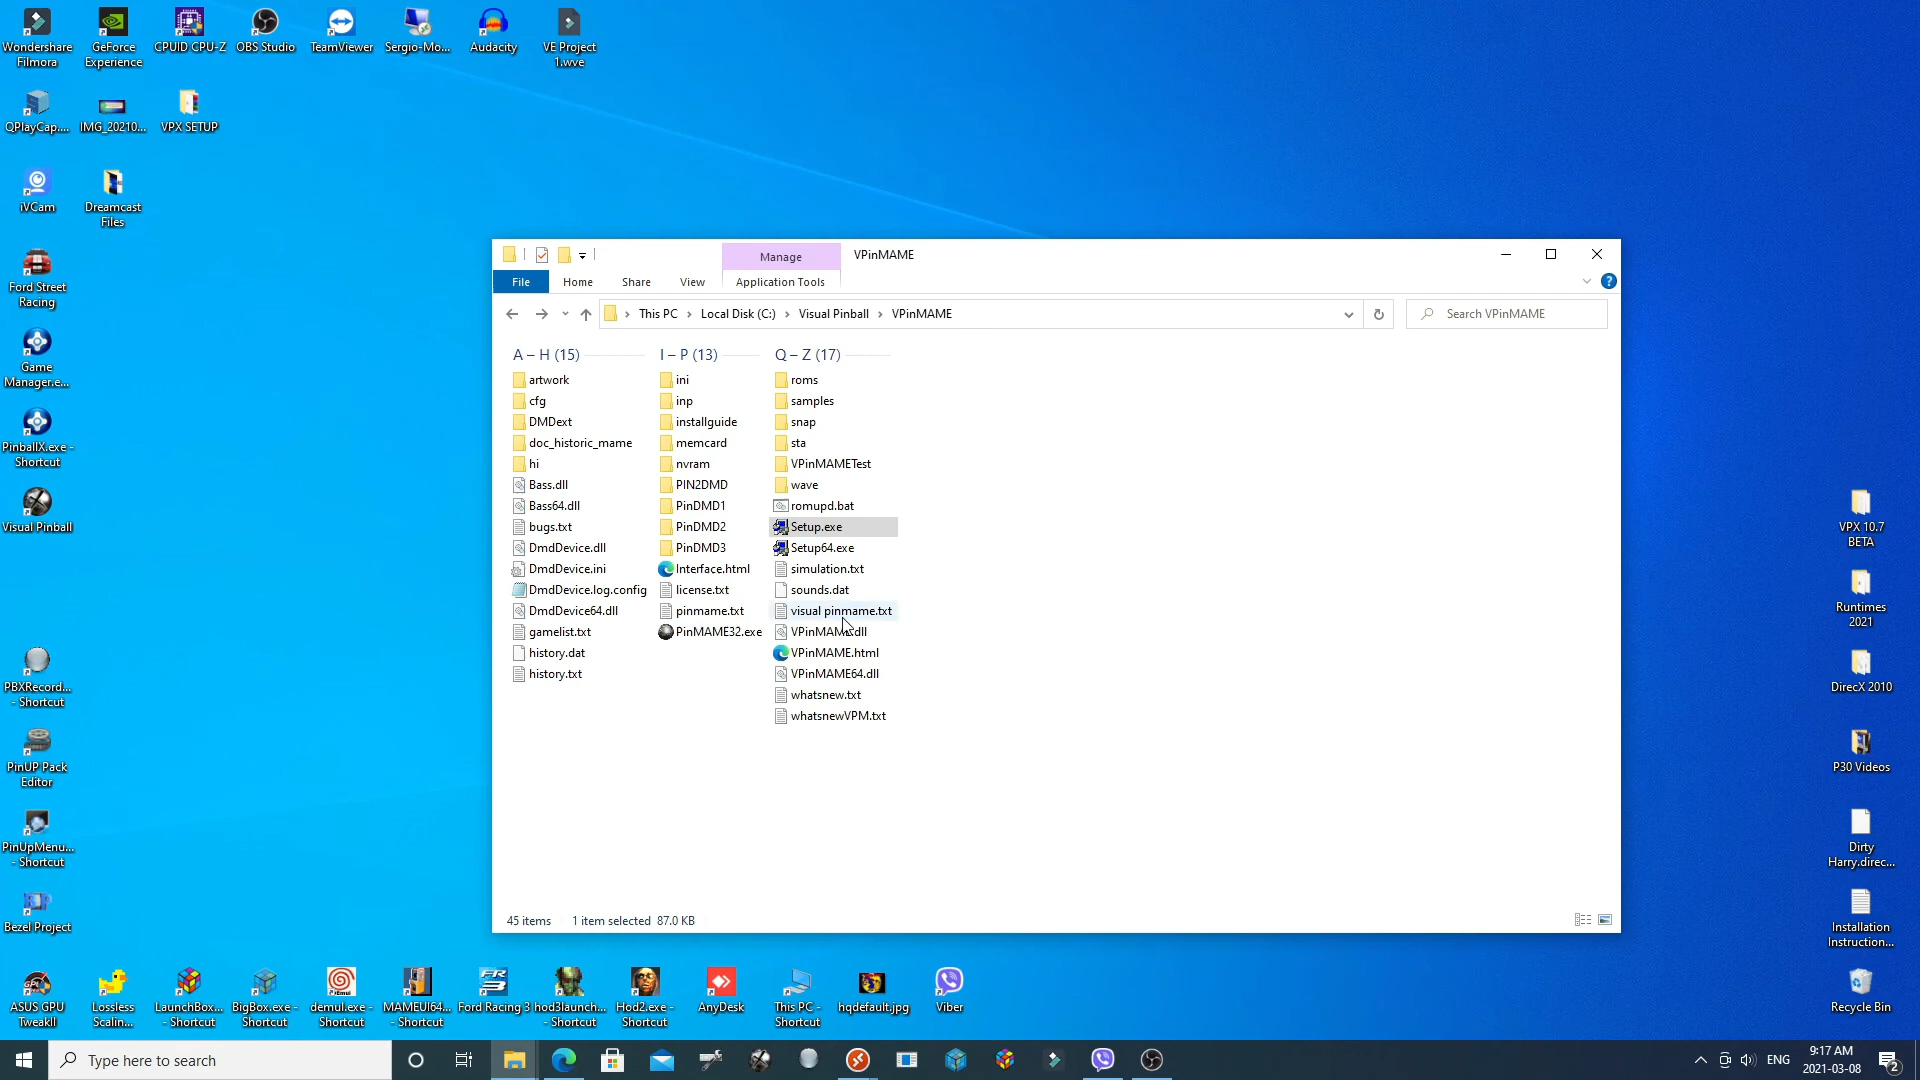 Wondershare
Filmora
GeForce
Experience
CPUID CPU-Z
OBS Studio
TeamViewer
Sergio-Mo...
Audacity
VE Project
1.wve
QPlayCap....
IMG_20210...
VPX SETUP
iVCam
Dreamcast
Files
Ford Street
Racing
Game
Manager.e...
PinballX.exe -
Shortcut
Visual Pinball
PBXRecord...
- Shortcut
PinUP Pack
Editor
PinUpMenu...
- Shortcut
Bezel Project
Manage
VPinMAME
File
Home
Share
View
Application Tools
This PC
Local Disk (C:)
Visual Pinball
VPinMAME
Search VPinMAME
A – H (15)
artwork
cfg
DMDext
doc_historic_mame
hi
Bass.dll
Bass64.dll
bugs.txt
DmdDevice.dll
DmdDevice.ini
DmdDevice.log.config
DmdDevice64.dll
gamelist.txt
history.dat
history.txt
I – P (13)
ini
inp
installguide
memcard
nvram
PIN2DMD
PinDMD1
PinDMD2
PinDMD3
Interface.html
license.txt
pinmame.txt
PinMAME32.exe
Q – Z (17)
roms
samples
snap
sta
VPinMAMETest
wave
romupd.bat
Setup.exe
Setup64.exe
simulation.txt
sounds.dat
visual pinmame.txt
VPinMAME.dll
VPinMAME.html
VPinMAME64.dll
whatsnew.txt
whatsnewVPM.txt
45 items
1 item selected 87.0 KB
VPX 10.7
BETA
Runtimes
2021
DirecX 2010
P30 Videos
Dirty
Harry.direc...
Installation
Instruction...
Recycle Bin
ASUS GPU
TweakII
Lossless
Scalin...
LaunchBox...
- Shortcut
BigBox.exe -
Shortcut
demul.exe -
Shortcut
MAMEUI64...
- Shortcut
Ford Racing 3
hod3launch...
- Shortcut
Hod2.exe -
Shortcut
AnyDesk
This PC -
Shortcut
hqdefault.jpg
Viber
Type here to search
ENG
9:17 AM
2021-03-08
2